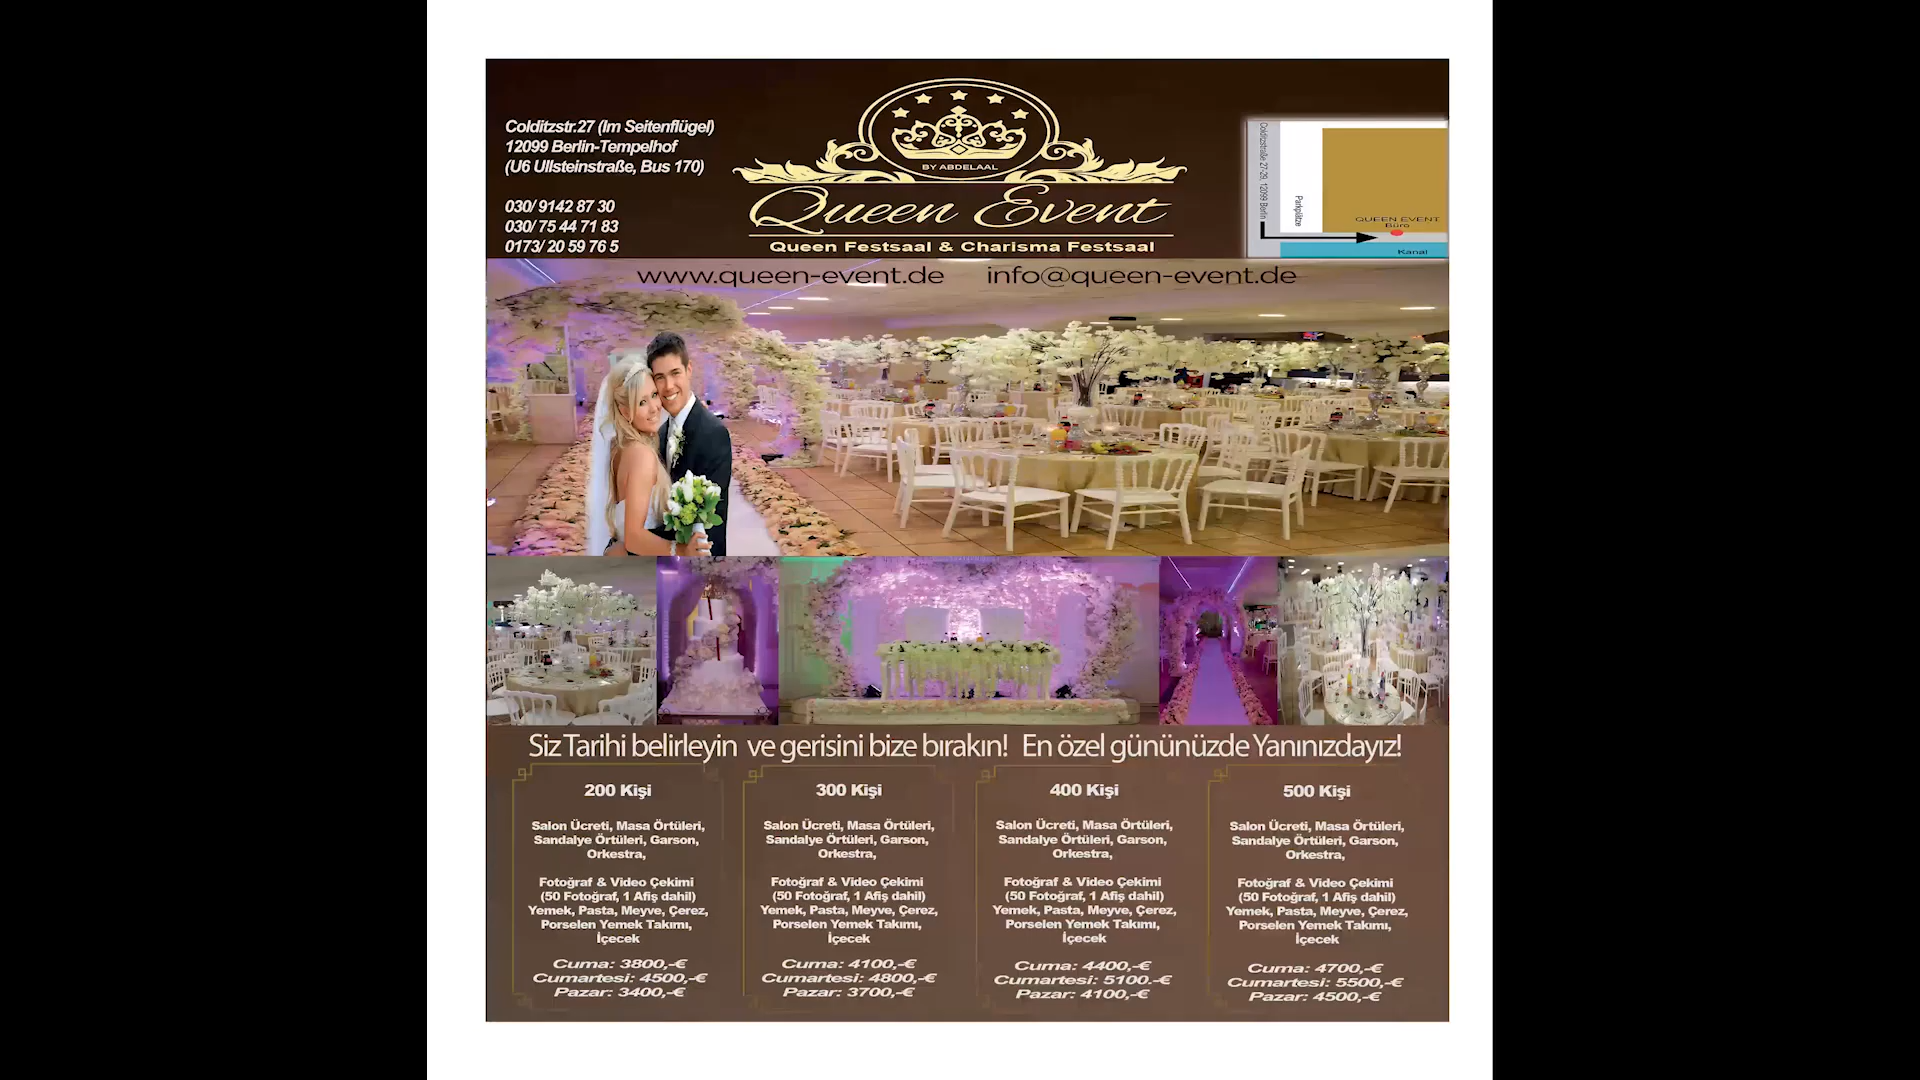 Colditzstr.27 (Im Seitenflügel)
12099 Berlin-Tempelhof
(U6 Ullsteinstraße, Bus 170)
030/ 9142 87 30
030/ 75 44 71 83
0173/ 20 59 76 5
BY ABDELAAL
Queen Event
Queen Festsaal & Charisma Festsaal
Colditzstraße 27-29, 12099 Berlin
Parkplätze
QUEEN EVENT
Büro
Kanal
www.queen-event.de info@queen-event.de
Siz Tarihi belirleyin ve gerisini bize bırakın! En özel gününüzde Yanınızdayız!
200 Kişi
Salon Ücreti, Masa Örtüleri,
Sandalye Örtüleri, Garson,
Orkestra,
Fotoğraf & Video Çekimi
(50 Fotoğraf, 1 Afiş dahil)
Yemek, Pasta, Meyve, Çerez,
Porselen Yemek Takımı,
İçecek
Cuma: 3800,-€
Cumartesi: 4500,-€
Pazar: 3400,-€
300 Kişi
Salon Ücreti, Masa Örtüleri,
Sandalye Örtüleri, Garson,
Orkestra,
Fotoğraf & Video Çekimi
(50 Fotoğraf, 1 Afiş dahil)
Yemek, Pasta, Meyve, Çerez,
Porselen Yemek Takımı,
İçecek
Cuma: 4100,-€
Cumartesi: 4800,-€
Pazar: 3700,-€
400 Kişi
Salon Ücreti, Masa Örtüleri,
Sandalye Örtüleri, Garson,
Orkestra,
Fotoğraf & Video Çekimi
(50 Fotoğraf, 1 Afiş dahil)
Yemek, Pasta, Meyve, Çerez,
Porselen Yemek Takımı,
İçecek
Cuma: 4400,-€
Cumartesi: 5100.-€
Pazar: 4100,-€
500 Kişi
Salon Ücreti, Masa Örtüleri,
Sandalye Örtüleri, Garson,
Orkestra,
Fotoğraf & Video Çekimi
(50 Fotoğraf, 1 Afiş dahil)
Yemek, Pasta, Meyve, Çerez,
Porselen Yemek Takımı,
İçecek
Cuma: 4700,-€
Cumartesi: 5500,-€
Pazar: 4500,-€